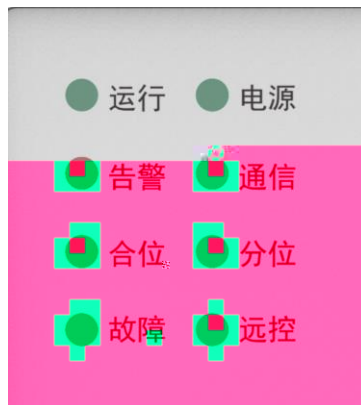 运行 电源
告警 通信
合位 分位
故障 远控